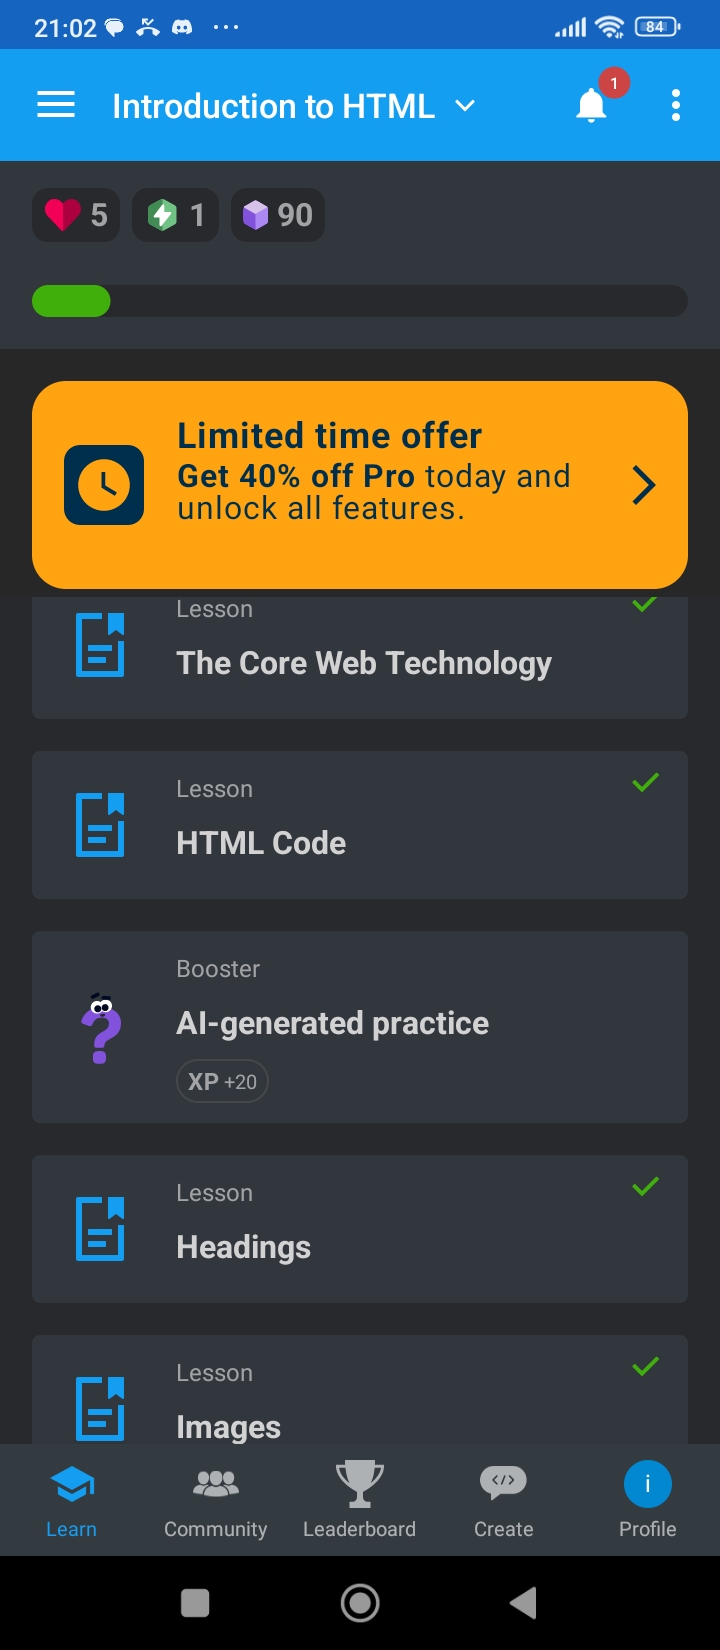 21:02
84
Introduction to HTML
1
5
1
90
Limited time offer
Get 40% off Pro today and
unlock all features.
Lesson
The Core Web Technology
Lesson
HTML Code
Booster
AI-generated practice
XP +20
Lesson
Headings
Lesson
Images
Learn
Community
Leaderboard
Create
i
Profile